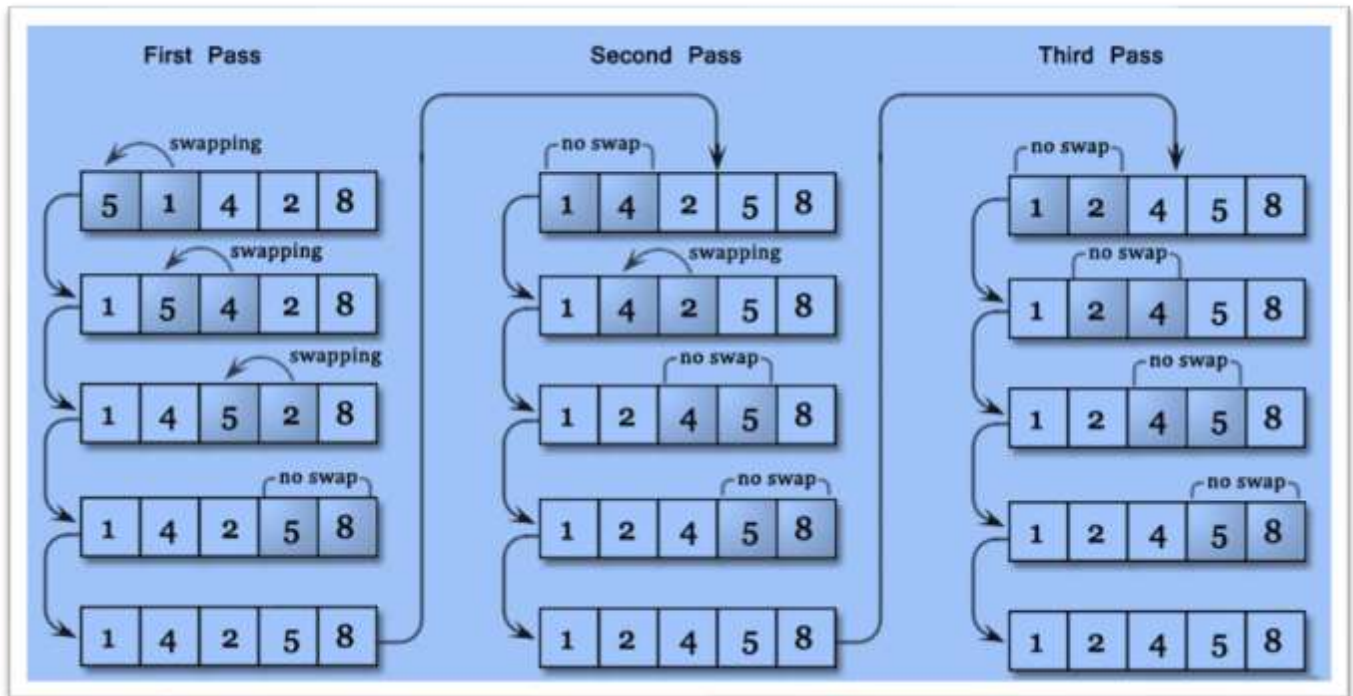 First Pass
swapping
5 1 4 2 8
swapping
1 5 4 2 8
swapping
1 4 5 2 8
no swap
1 4 2 5 8
1 4 2 5 8
Second Pass
no swap
1 4 2 5 8
swapping
1 4 2 5 8
no swap
1 2 4 5 8
no swap
1 2 4 5 8
1 2 4 5 8
Third Pass
no swap
1 2 4 5 8
no swap
1 2 4 5 8
no swap
1 2 4 5 8
no swap
1 2 4 5 8
1 2 4 5 8